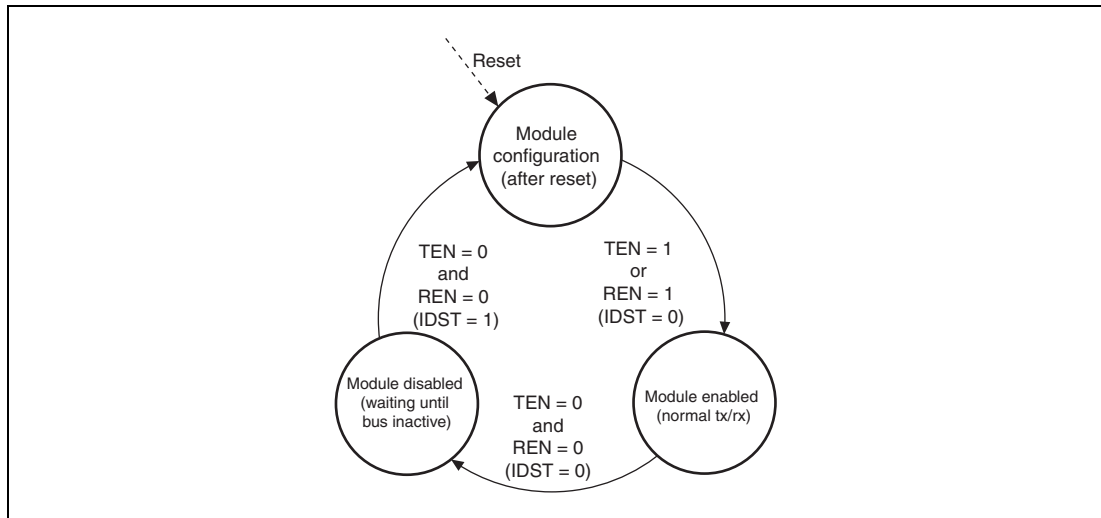 Reset
Module
configuration
(after reset)
TEN = 0
and
REN = 0
(IDST = 1)
TEN = 1
or
REN = 1
(IDST = 0)
Module disabled
(waiting until
bus inactive)
TEN = 0
and
REN = 0
(IDST = 0)
Module enabled
(normal tx/rx)